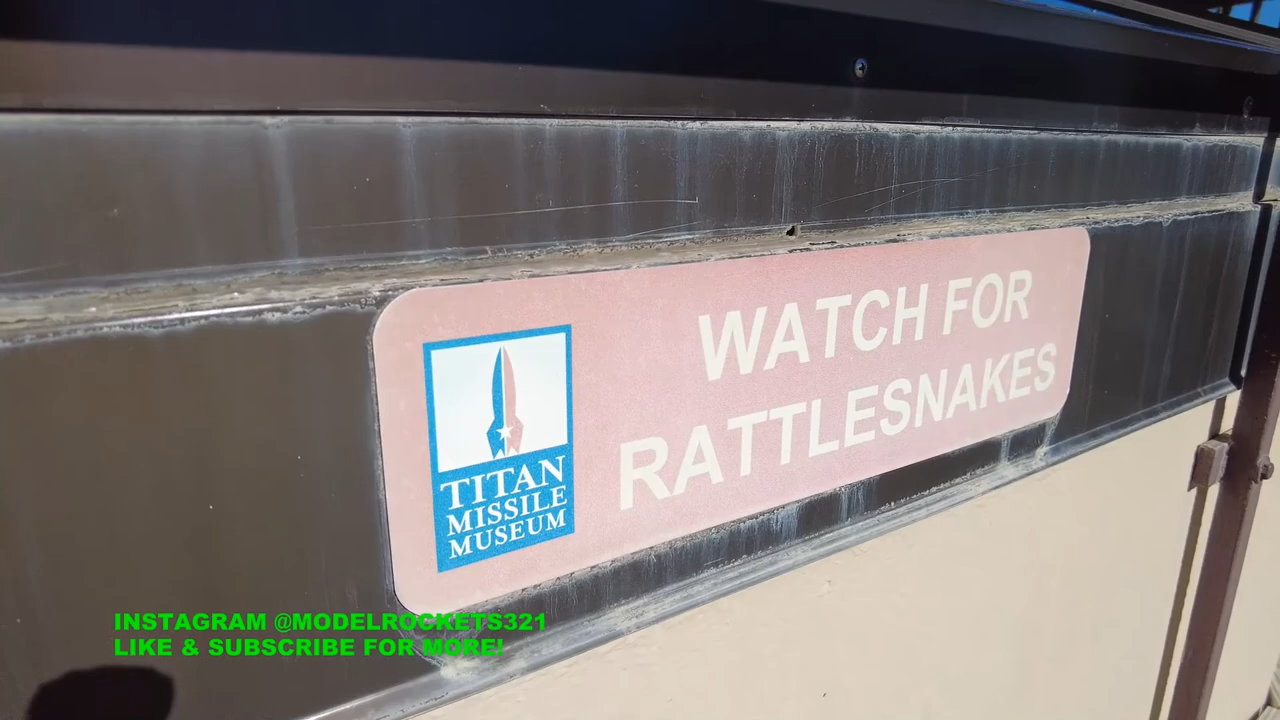 WATCH FOR
RATTLESNAKES
TITAN
MISSILE
MUSEUM
INSTAGRAM @MODELROCKETS321
LIKE & SUBSCRIBE FOR MORE!